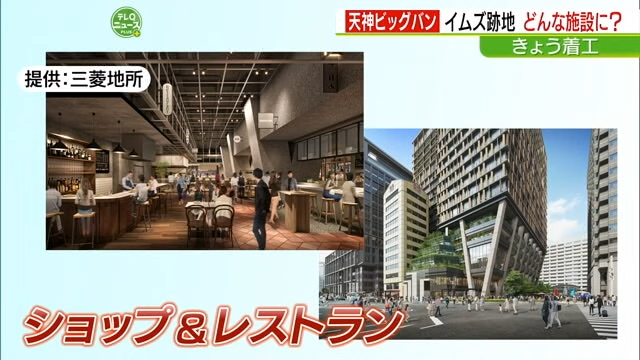 テレQ
ニュース
PLUS+
天神ビッグバン イムズ跡地 どんな施設に?
きょう着工
提供:三菱地所
ショップ&レストラン